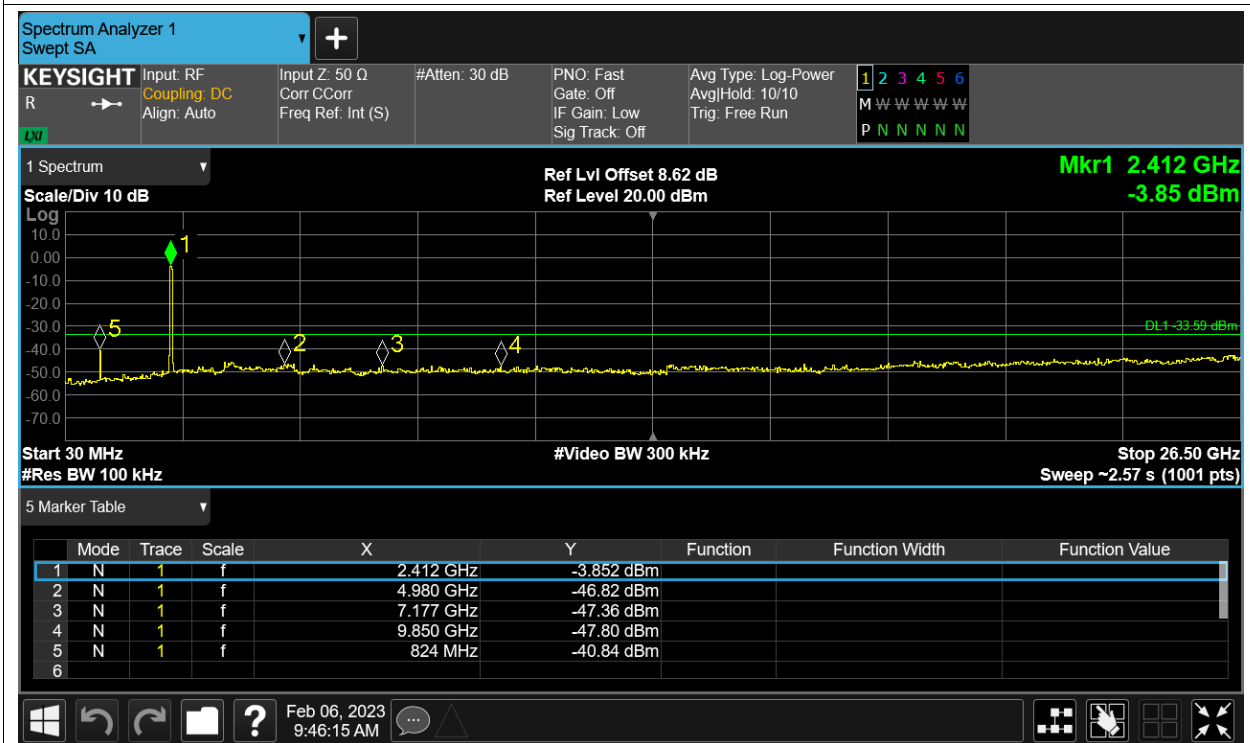 Spectrum Analyzer 1
Swept SA
KEYSIGHT
R
LXI
Input: RF
Coupling: DC
Align: Auto
Input Z: 50 Ω
Corr CCorr
Freq Ref: Int (S)
#Atten: 30 dB
PNO: Fast
Gate: Off
IF Gain: Low
Sig Track: Off
Avg Type: Log-Power
Avg|Hold: 10/10
Trig: Free Run
1 2 3 4 5 6
M W W W W W W
P N N N N N N
1 Spectrum
Scale/Div 10 dB
Ref Lvl Offset 8.62 dB
Ref Level 20.00 dBm
Mkr1 2.412 GHz
-3.85 dBm
Log
10.0
0.00
-10.0
-20.0
-30.0
-40.0
-50.0
-60.0
-70.0
1
5
2
3
4
DL1 -33.59 dBm
Start 30 MHz
#Res BW 100 kHz
#Video BW 300 kHz
Stop 26.50 GHz
Sweep ~2.57 s (1001 pts)
5 Marker Table
Mode Trace Scale X Y Function Function Width Function Value
1 N 1 f 2.412 GHz -3.852 dBm
2 N 1 f 4.980 GHz -46.82 dBm
3 N 1 f 7.177 GHz -47.36 dBm
4 N 1 f 9.850 GHz -47.80 dBm
5 N 1 f 824 MHz -40.84 dBm
6
?
Feb 06, 2023
9:46:15 AM